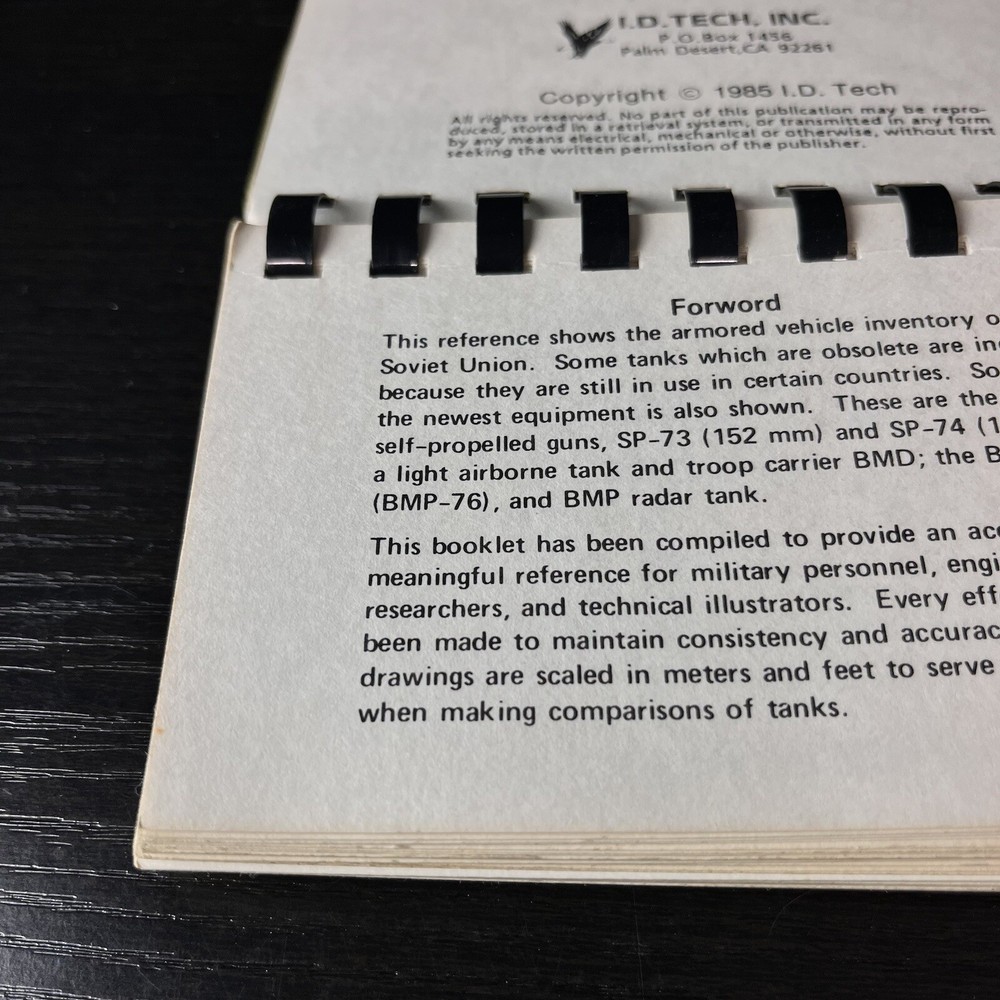 I.D.TECH, INC.
P.O.Box 1456
Palm Desert,CA 92261
Copyright © 1985 I.D. Tech
All rights reserved. No part of this publication may be repro-
duced, stored in a retrieval system, or transmitted in any form
by any means electrical, mechanical or otherwise, without first
seeking the written permission of the publisher.
Forword
This reference shows the armored vehicle inventory o
Soviet Union. Some tanks which are obsolete are in
because they are still in use in certain countries. So
the newest equipment is also shown. These are the
self-propelled guns, SP-73 (152 mm) and SP-74 (1
a light airborne tank and troop carrier BMD; the B
(BMP-76), and BMP radar tank.
This booklet has been compiled to provide an acc
meaningful reference for military personnel, engi
researchers, and technical illustrators. Every eff
been made to maintain consistency and accurac
drawings are scaled in meters and feet to serve
when making comparisons of tanks.